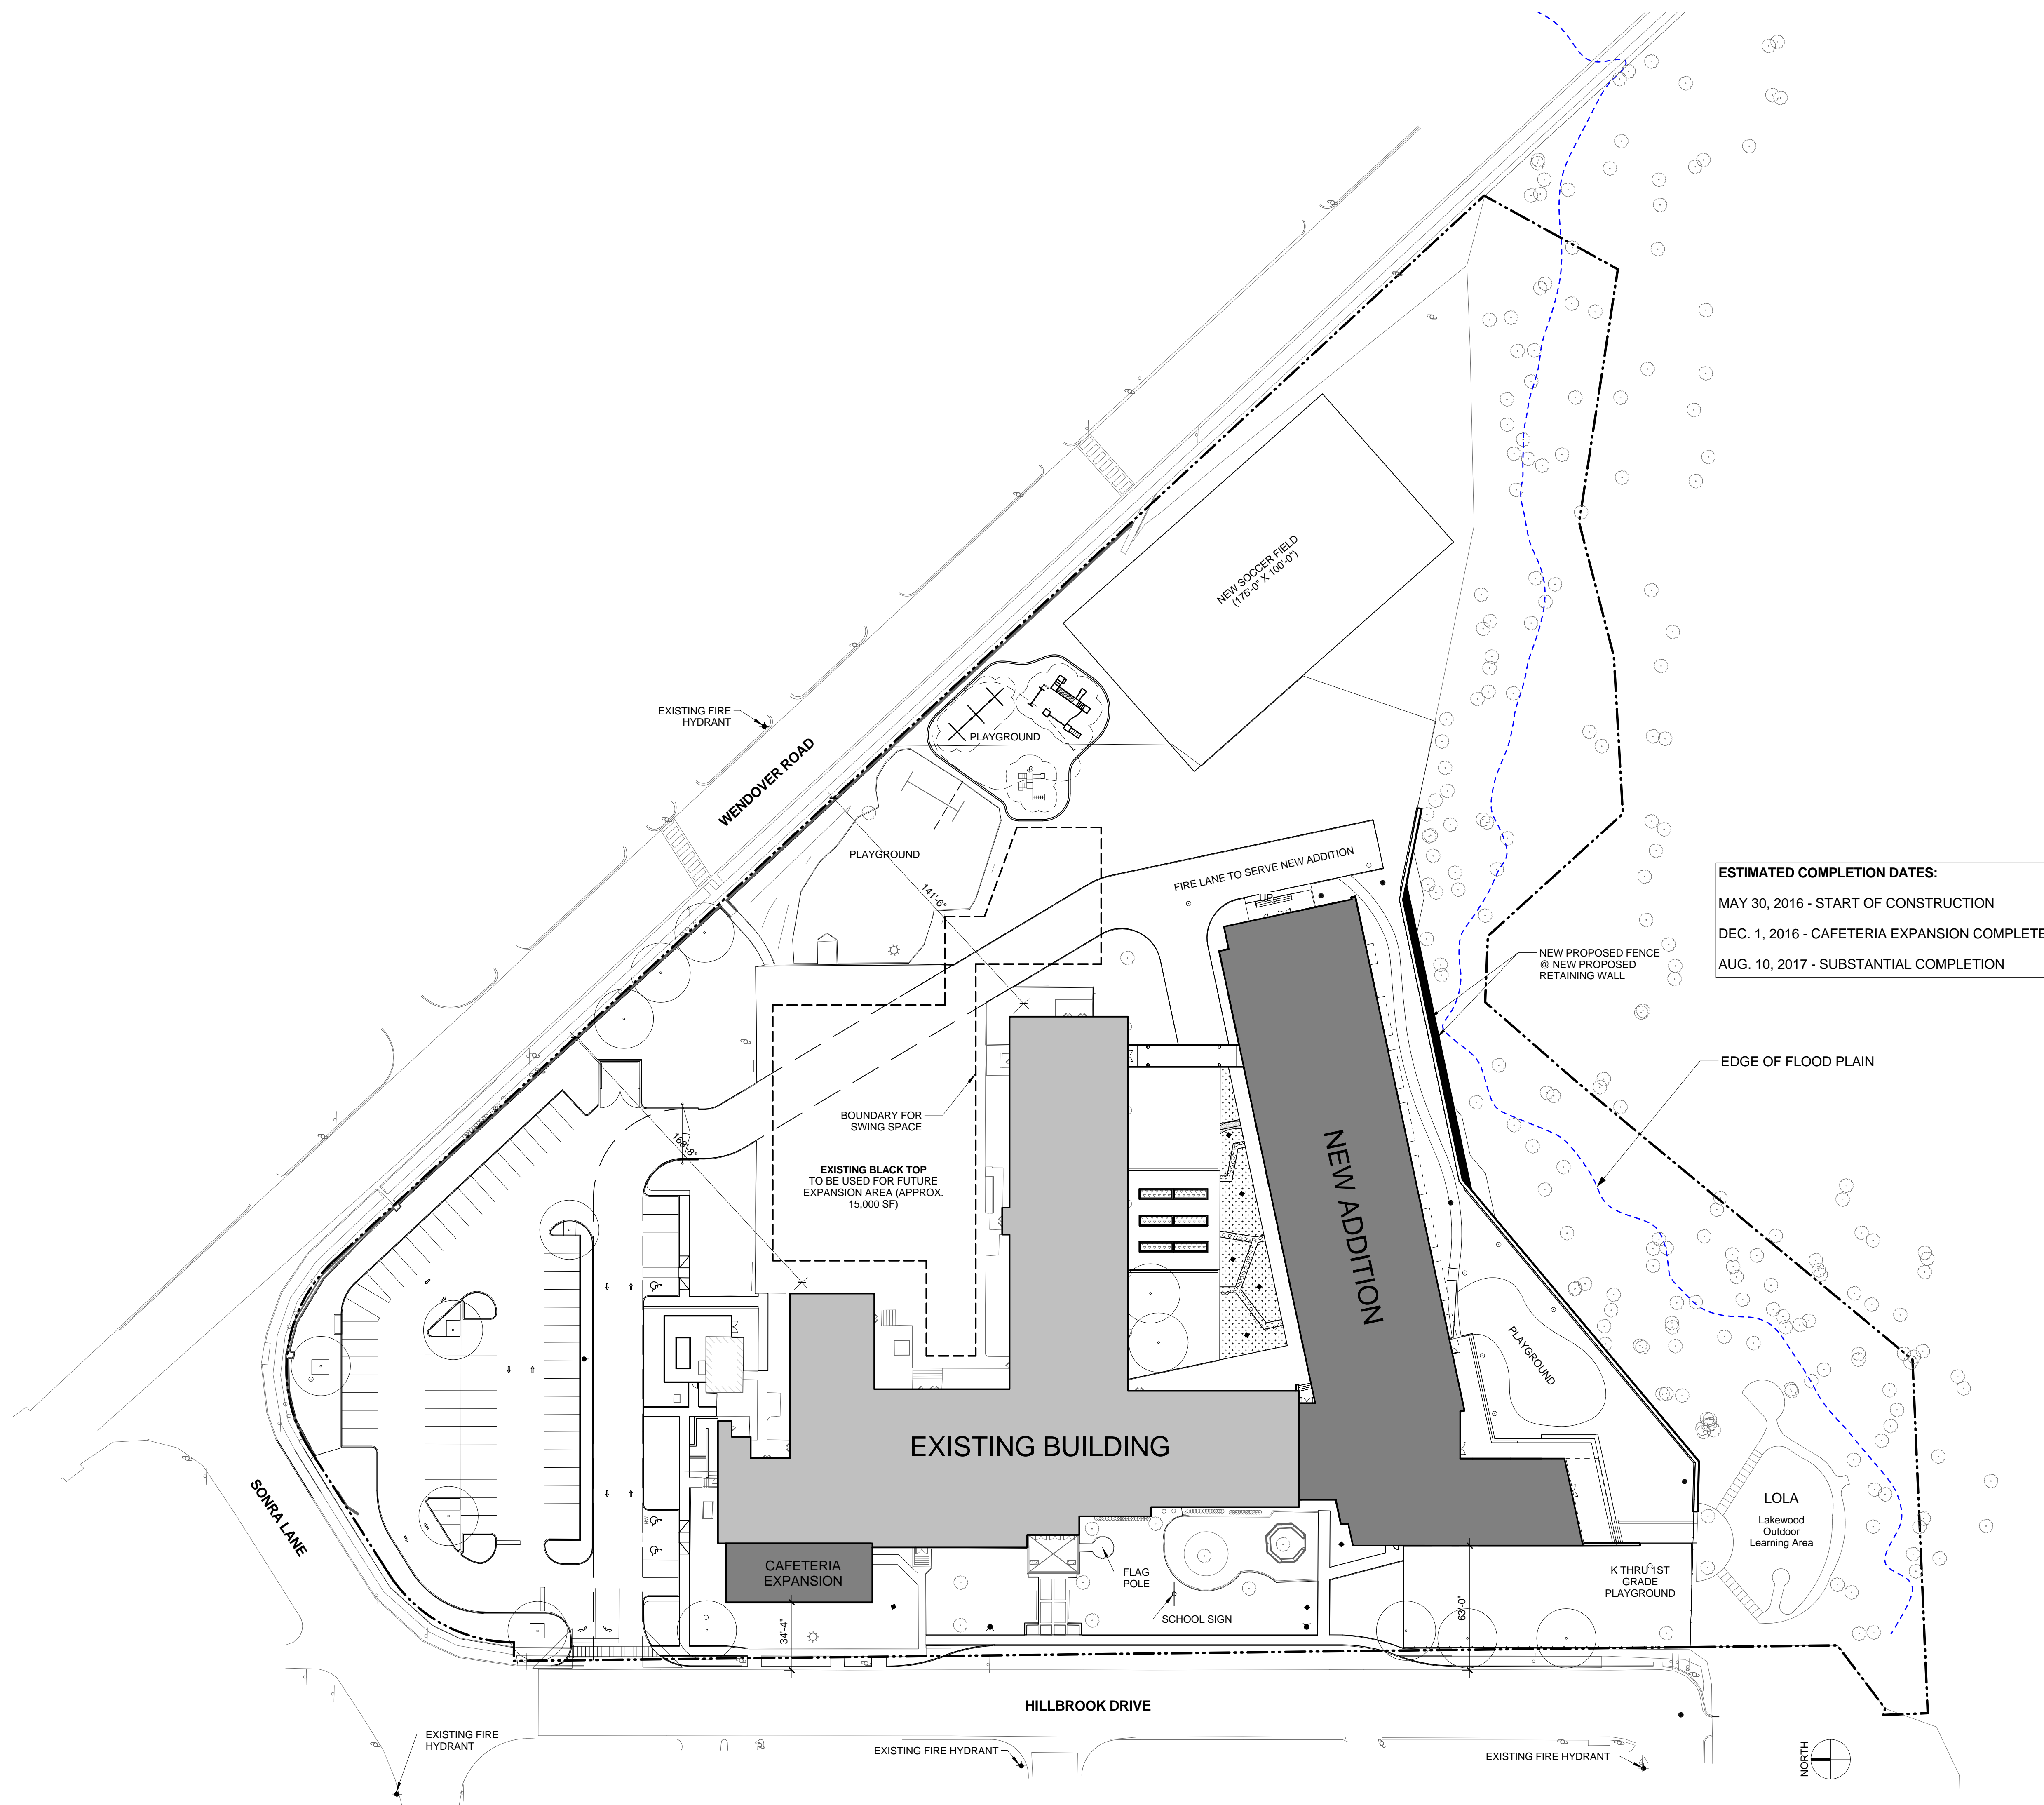 NEW SOCCER FIELD
(175'-0" X 100'-0")
EXISTING FIRE
HYDRANT
WENDOVER ROAD
PLAYGROUND
PLAYGROUND
FIRE LANE TO SERVE NEW ADDITION
UP
ESTIMATED COMPLETION DATES:
MAY 30, 2016 - START OF CONSTRUCTION
DEC. 1, 2016 - CAFETERIA EXPANSION COMPLETE
AUG. 10, 2017 - SUBSTANTIAL COMPLETION
NEW PROPOSED FENCE
@ NEW PROPOSED
RETAINING WALL
EDGE OF FLOOD PLAIN
BOUNDARY FOR
SWING SPACE
168'-8"
EXISTING BLACK TOP
TO BE USED FOR FUTURE
EXPANSION AREA (APPROX.
15,000 SF)
NEW ADDITION
PLAYGROUND
EXISTING BUILDING
SONRA LANE
LOLA
Lakewood
Outdoor
Learning Area
CAFETERIA
EXPANSION
FLAG
POLE
SCHOOL SIGN
K THRU 1ST
GRADE
PLAYGROUND
34'-4"
63'-0"
HILLBROOK DRIVE
EXISTING FIRE
HYDRANT
EXISTING FIRE HYDRANT
EXISTING FIRE HYDRANT
NORTH